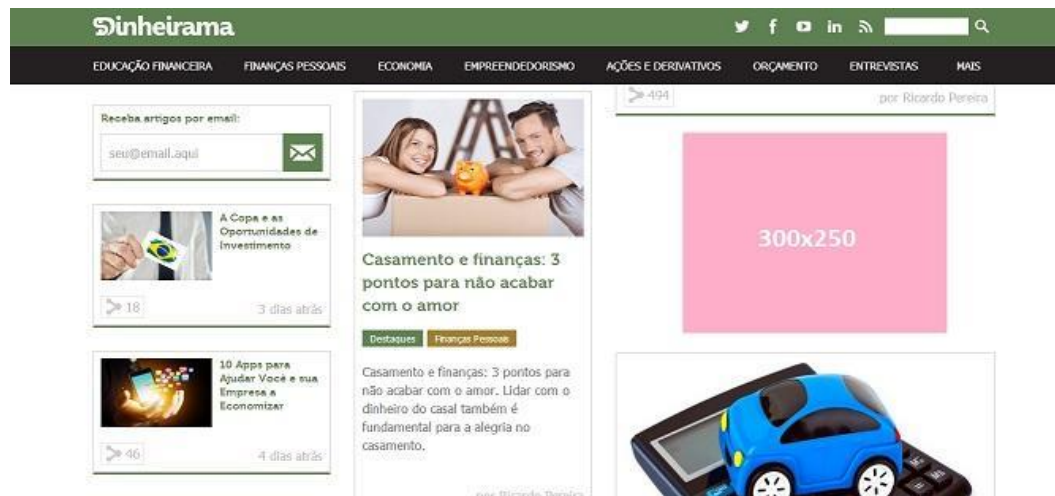 Dinheirama
EDUCAÇÃO FINANCEIRA FINANÇAS PESSOAIS ECONOMIA EMPREENDEDORISMO AÇÕES E DERIVATIVOS ORÇAMENTO ENTREVISTAS MAIS
Receba artigos por email:
seu@email.aqui
A Copa e as
Oportunidades de
Investimento
18
3 dias atrás
10 Apps para
Ajudar Você e sua
Empresa a
Economizar
46
4 dias atrás
Casamento e finanças: 3
pontos para não acabar
com o amor
Destaques Finanças Pessoais
Casamento e finanças: 3 pontos para
não acabar com o amor. Lidar com o
dinheiro do casal também é
fundamental para a alegria no
casamento.
por Ricardo Pereira
494
por Ricardo Pereira
300x250